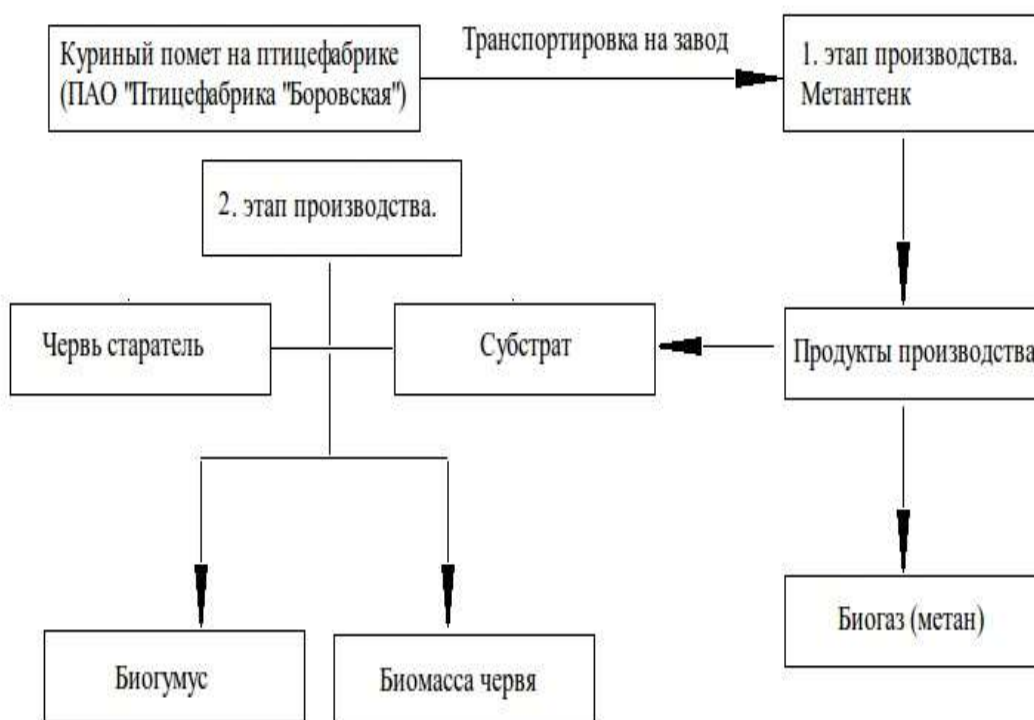 Куриный помет на птицефабрике
(ПАО "Птицефабрика "Боровская")
Транспортировка на завод
1. этап производства.
Метантенк
2. этап производства.
Червь старатель
Субстрат
Продукты производства
Биогаз (метан)
Биогумус
Биомасса червя